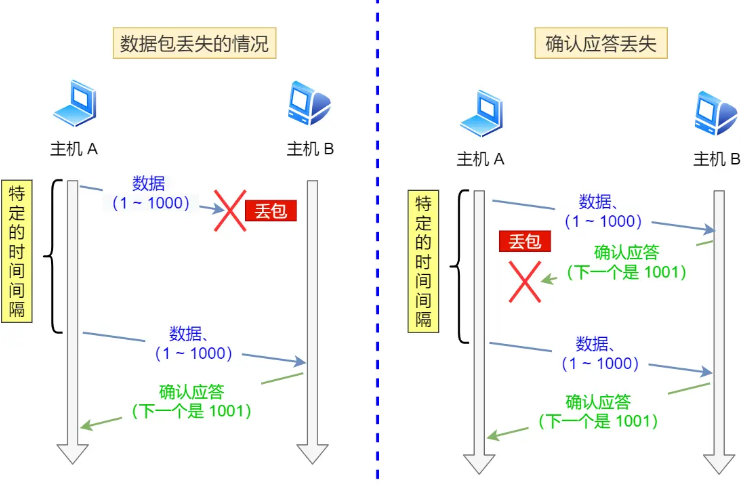 数据包丢失的情况
主机 A
主机 B
特定的时间间隔
数据
（1 ~ 1000）
丢包
数据、
（1 ~ 1000）
确认应答
（下一个是 1001）
确认应答丢失
主机 A
主机 B
特定的时间间隔
数据、
（1 ~ 1000）
丢包
确认应答
（下一个是 1001）
数据、
（1 ~ 1000）
确认应答
（下一个是 1001）